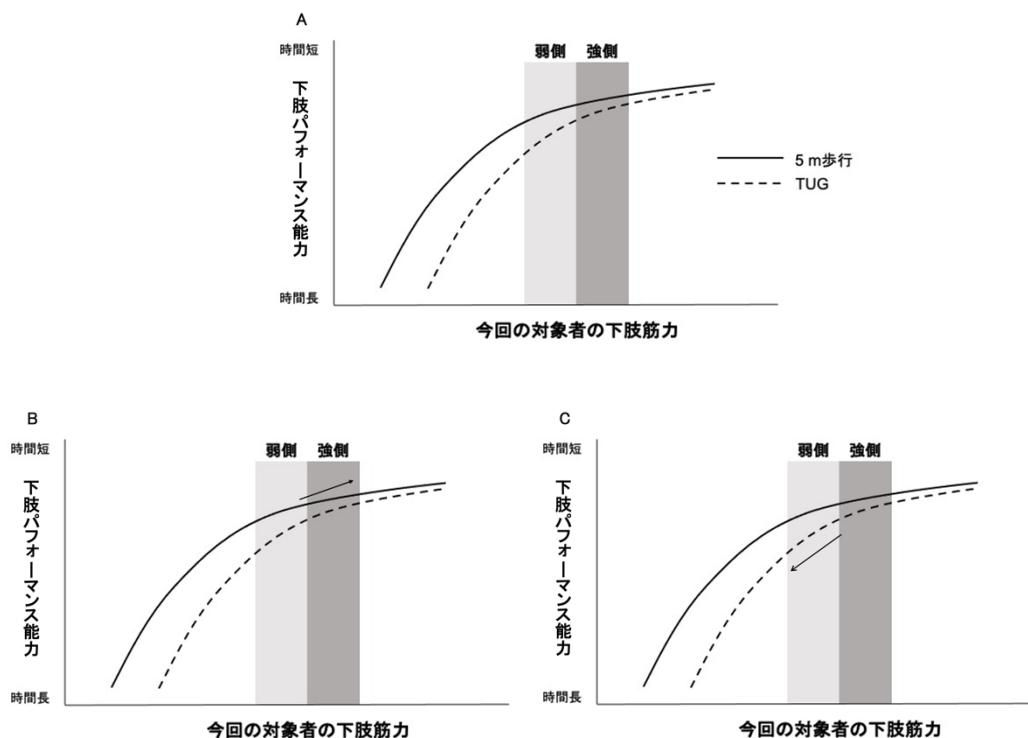 A
時間短
弱側 強側
下肢パフォーマンス能力
5 m歩行
TUG
時間長
今回の対象者の下肢筋力
B
時間短
弱側 強側
下肢パフォーマンス能力
時間長
今回の対象者の下肢筋力
C
時間短
弱側 強側
下肢パフォーマンス能力
時間長
今回の対象者の下肢筋力